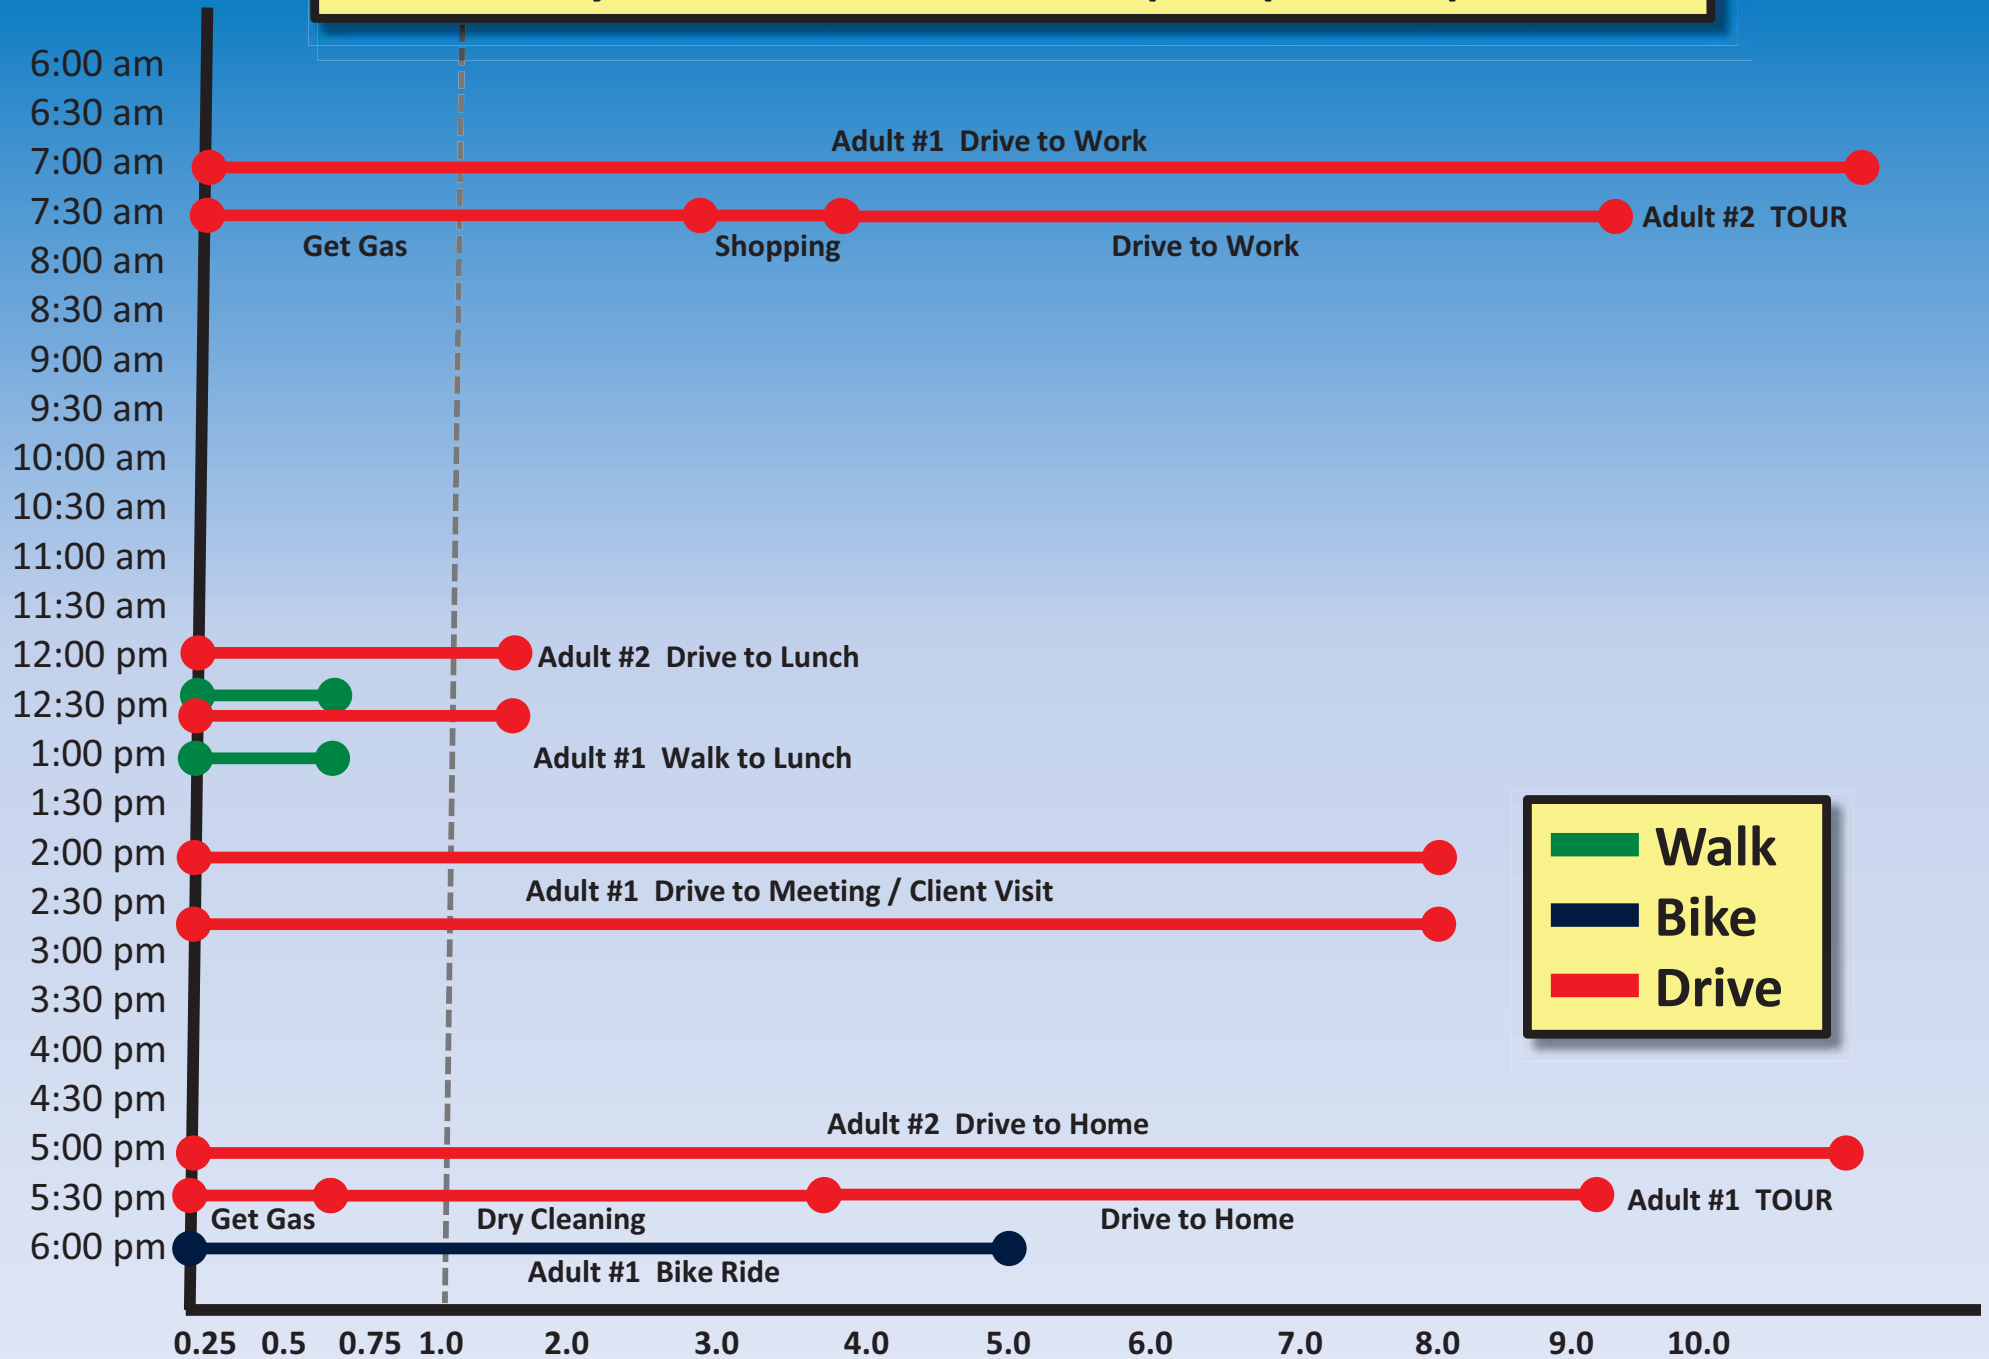 6:00 am
6:30 am
Adult #1 Drive to Work
7:00 am
7:30 am
Adult #2 TOUR
Get Gas
Shopping
Drive to Work
8:00 am
8:30 am
9:00 am
9:30 am
10:00 am
10:30 am
11:00 am
11:30 am
12:00 pm
Adult #2 Drive to Lunch
12:30 pm
1:00 pm
Adult #1 Walk to Lunch
1:30 pm
2:00 pm
Adult #1 Drive to Meeting / Client Visit
2:30 pm
3:00 pm
3:30 pm
4:00 pm
4:30 pm
Walk
Bike
Drive
Adult #2 Drive to Home
5:00 pm
5:30 pm
Adult #1 TOUR
Get Gas
Dry Cleaning
Drive to Home
6:00 pm
Adult #1 Bike Ride
0.25 0.5 0.75 1.0 2.0 3.0 4.0 5.0 6.0 7.0 8.0 9.0 10.0